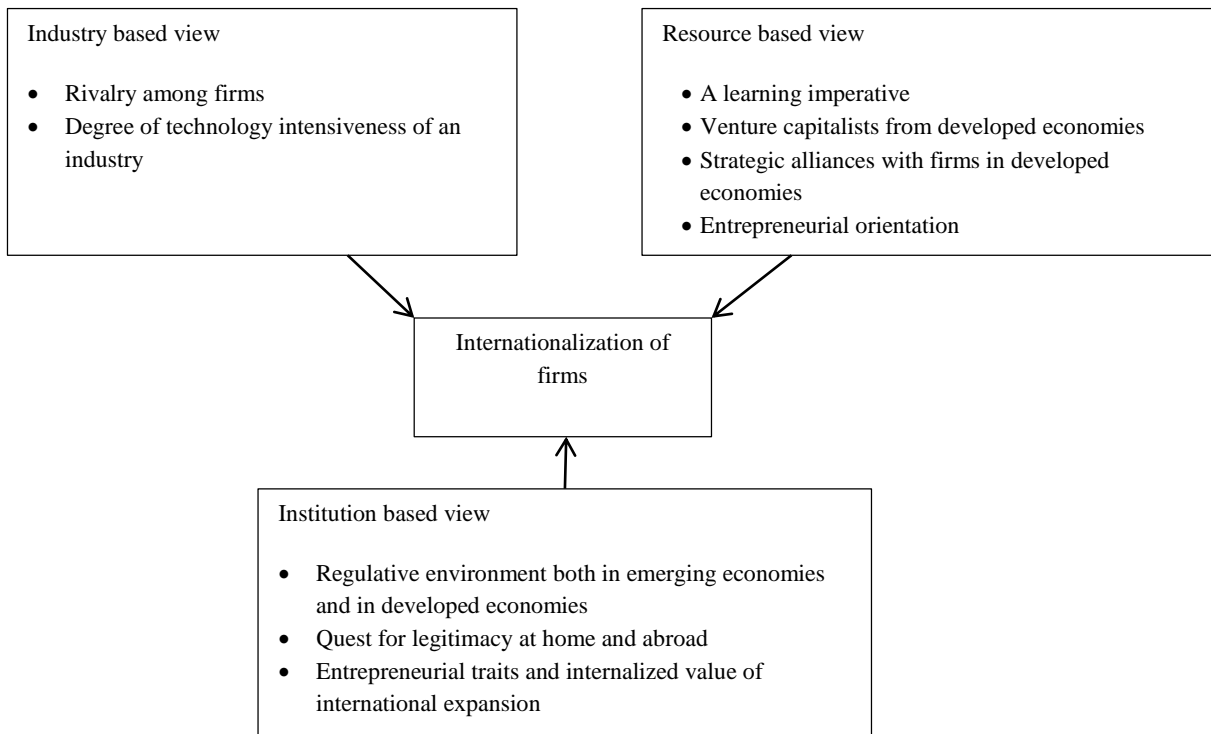 Industry based view
• Rivalry among firms
• Degree of technology intensiveness of an
industry
Resource based view
• A learning imperative
• Venture capitalists from developed economies
• Strategic alliances with firms in developed
economies
• Entrepreneurial orientation
Internationalization of
firms
Institution based view
• Regulative environment both in emerging economies
and in developed economies
• Quest for legitimacy at home and abroad
• Entrepreneurial traits and internalized value of
international expansion